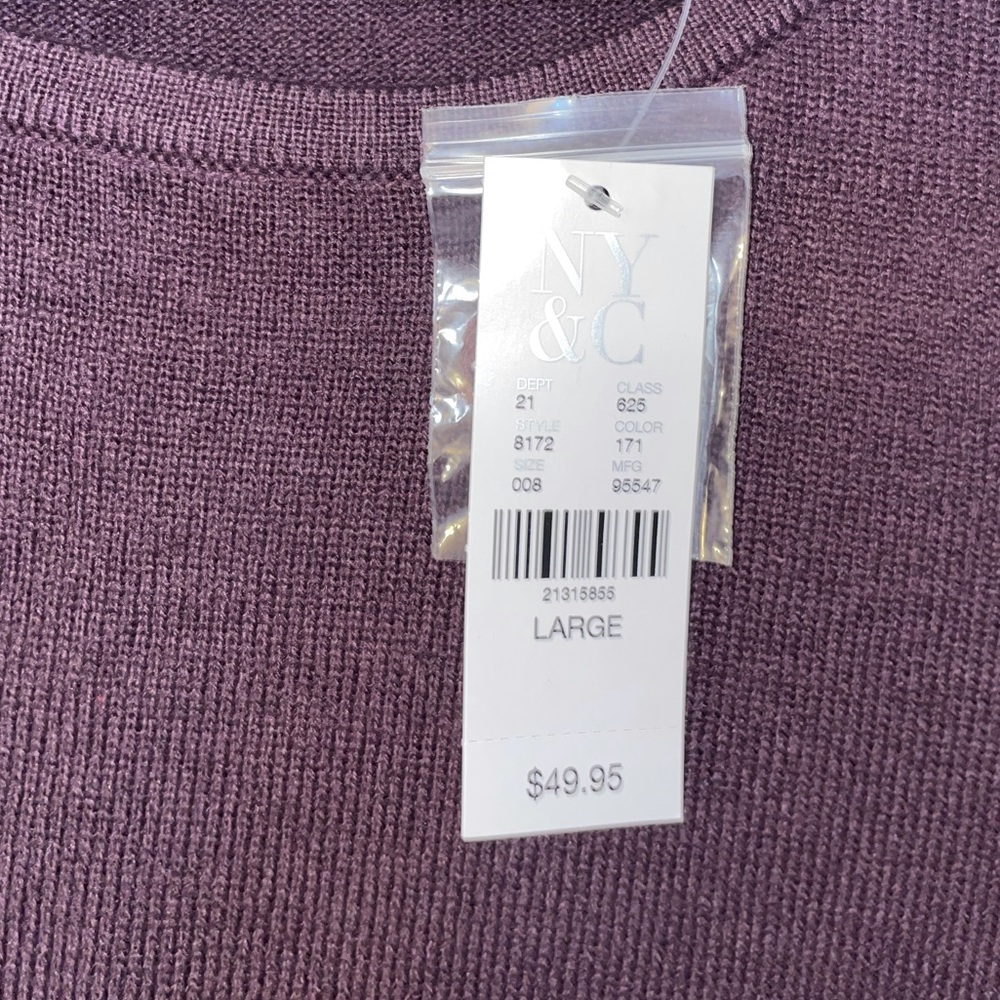 NY
&C
DEPT CLASS
21 625
STYLE COLOR
8172 171
SIZE MFG
008 95547
21315855
LARGE
$49.95